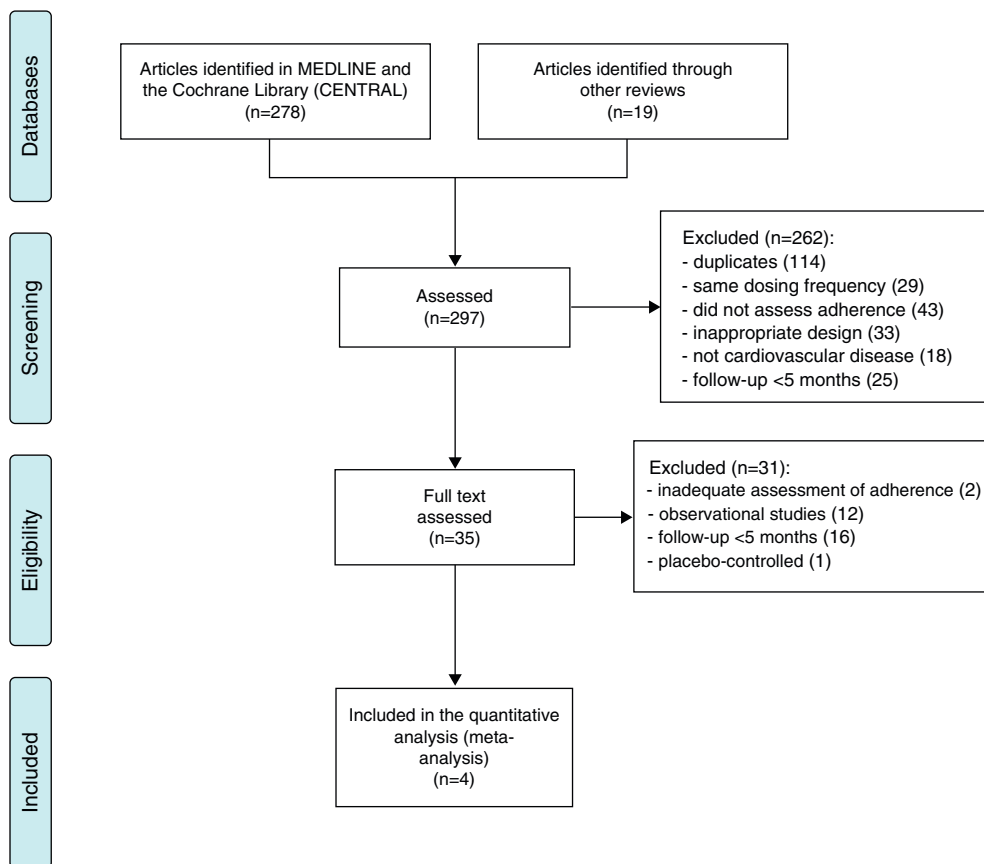 Databases
Articles identified in MEDLINE and
the Cochrane Library (CENTRAL)
(n=278)
Articles identified through
other reviews
(n=19)
Screening
Assessed
(n=297)
Excluded (n=262):
- duplicates (114)
- same dosing frequency (29)
- did not assess adherence (43)
- inappropriate design (33)
- not cardiovascular disease (18)
- follow-up <5 months (25)
Eligibility
Full text
assessed
(n=35)
Excluded (n=31):
- inadequate assessment of adherence (2)
- observational studies (12)
- follow-up <5 months (16)
- placebo-controlled (1)
Included
Included in the quantitative
analysis (meta-
analysis)
(n=4)